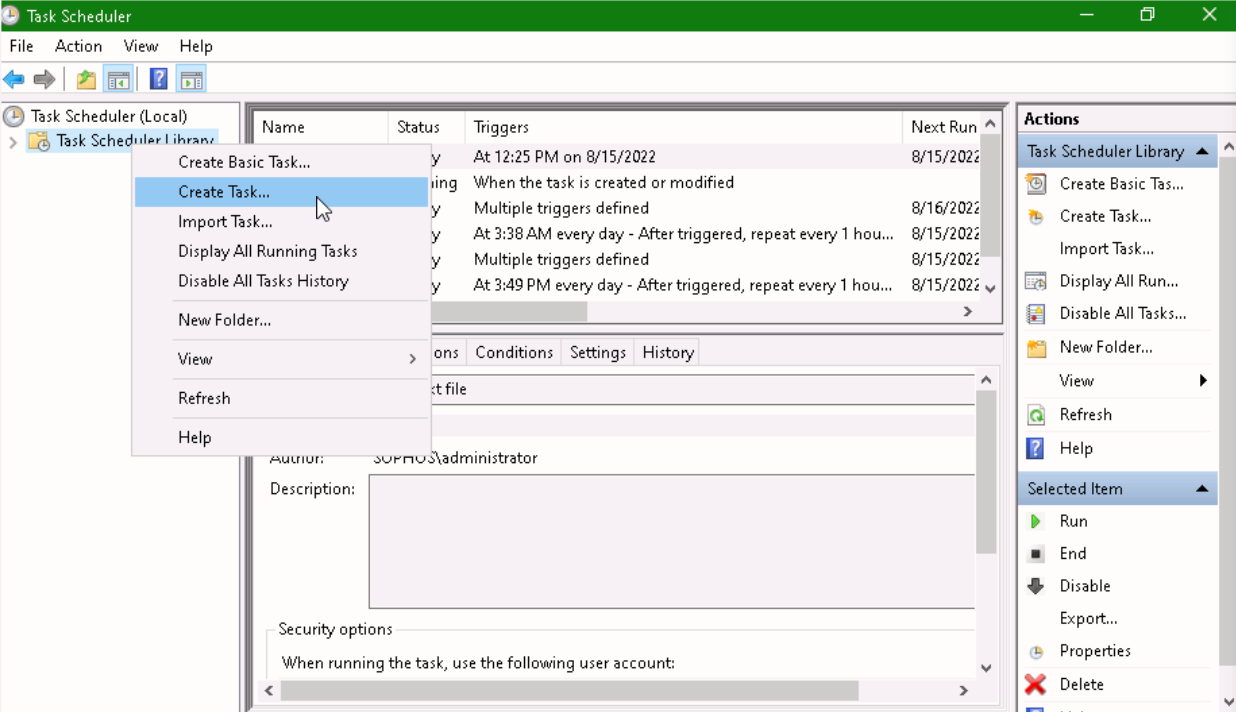 Task Scheduler
File Action View Help
Task Scheduler (Local)
Task Scheduler Library
Create Basic Task...
Create Task...
Import Task...
Display All Running Tasks
Disable All Tasks History
New Folder...
View
Refresh
Help
Name Status Triggers Next Run
y At 12:25 PM on 8/15/2022 8/15/2022
ing When the task is created or modified
y Multiple triggers defined 8/16/2022
y At 3:38 AM every day - After triggered, repeat every 1 hou... 8/15/2022
y Multiple triggers defined 8/15/2022
y At 3:49 PM every day - After triggered, repeat every 1 hou... 8/15/2022
ons Conditions Settings History
xt file
Author: SOPHOS\administrator
Description:
Security options
When running the task, use the following user account:
Actions
Task Scheduler Library
Create Basic Tas...
Create Task...
Import Task...
Display All Run...
Disable All Tasks...
New Folder...
View
Refresh
Help
Selected Item
Run
End
Disable
Export...
Properties
Delete